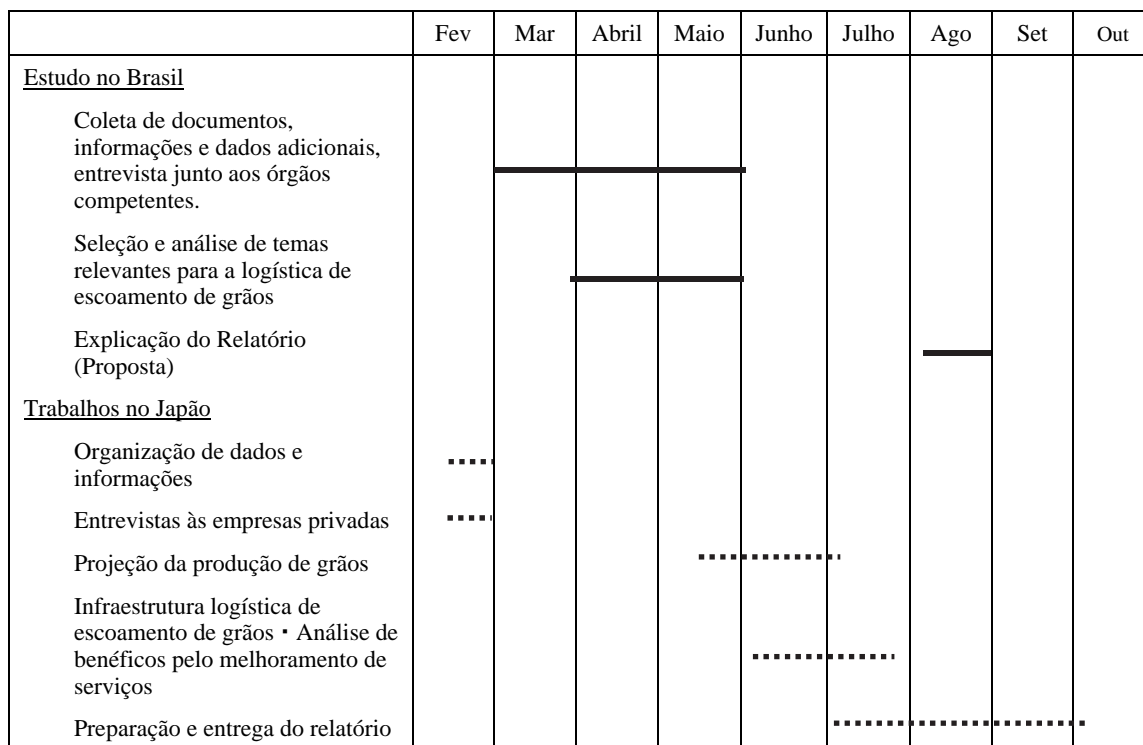 Fev Mar Abril Maio Junho Julho Ago Set Out
Estudo no Brasil
Coleta de documentos,
informações e dados adicionais,
entrevista junto aos órgãos
competentes.
Seleção e análise de temas
relevantes para a logística de
escoamento de grãos
Explicação do Relatório
(Proposta)
Trabalhos no Japão
Organização de dados e
informações
Entrevistas às empresas privadas
Projeção da produção de grãos
Infraestrutura logística de
escoamento de grãos・Análise de
benéficos pelo melhoramento de
serviços
Preparação e entrega do relatório